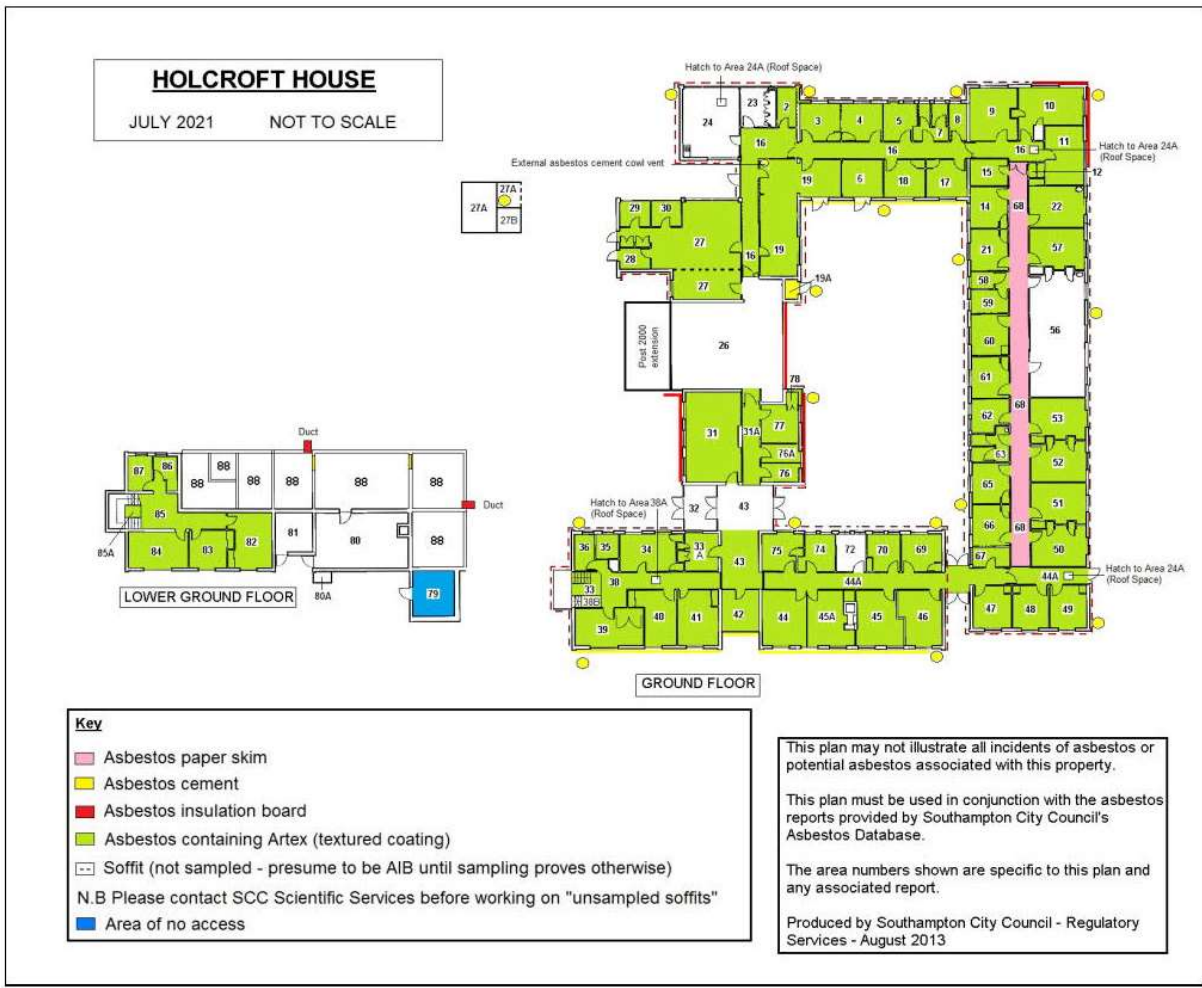 HOLCROFT HOUSE
JULY 2021 NOT TO SCALE
Hatch to Area 24A (Roof Space)
24
23
2
3
4
5
7
8
9
10
11
16
16
16
Hatch to Area 24A
(Roof Space)
External asbestos cement cowl vent
12
19
6
18
17
15
14
68
22
27A
27A
27B
29
30
27
28
16
19
21
57
27
19A
58
59
56
Post 2000
extension
26
60
61
78
68
62
53
31
31A
77
76A
76
63
52
65
51
Hatch to Area 38A
(Roof Space)
32
43
66
68
50
36
35
34
33
A
43
75
74
72
70
69
67
33
38
38B
44A
44A
Hatch to Area 24A
(Roof Space)
39
40
41
42
44
45A
45
46
47
48
49
GROUND FLOOR
Duct
87
86
88
88
88
88
88
88
Duct
85
85A
84
83
82
81
80
88
80A
79
LOWER GROUND FLOOR
Key
Asbestos paper skim
Asbestos cement
Asbestos insulation board
Asbestos containing Artex (textured coating)
Soffit (not sampled - presume to be AIB until sampling proves otherwise)
N.B Please contact SCC Scientific Services before working on "unsampled soffits"
Area of no access
This plan may not illustrate all incidents of asbestos or
potential asbestos associated with this property.
This plan must be used in conjunction with the asbestos
reports provided by Southampton City Council's
Asbestos Database.
The area numbers shown are specific to this plan and
any associated report.
Produced by Southampton City Council - Regulatory
Services - August 2013